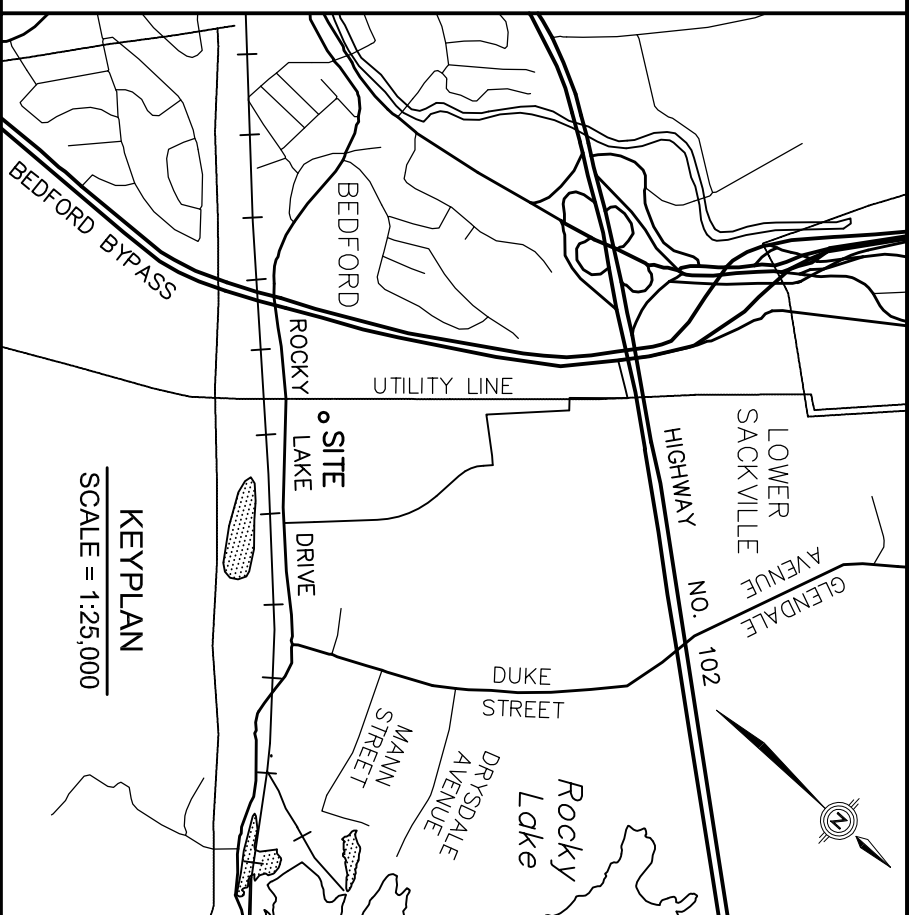 BEDFORD BYPASS
BEDFORD
ROCKY LAKE DRIVE
UTILITY LINE
SITE
HIGHWAY NO. 102
LOWER
SACKVILLE
GLENDALE
AVENUE
DUKE
STREET
MANN
STREET
DRYSDALE
AVENUE
Rocky
Lake
KEYPLAN
SCALE = 1:25,000
N